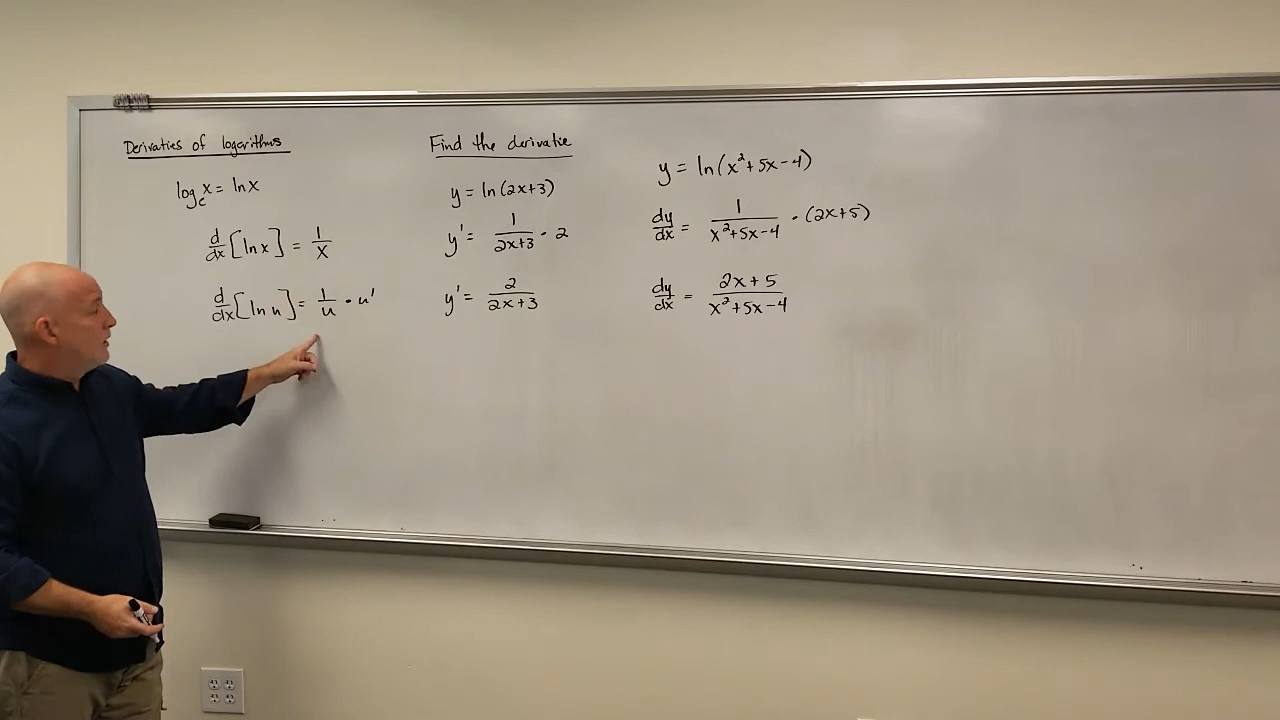 Derivaties of logarithus
logₑx = ln x
d/dx [ln x] = 1/x
d/dx [ln u] = 1/u • u'
Find the derivatie
y = ln(2x+3)
y' = 1/(2x+3) • 2
y' = 2/(2x+3)
y = ln(x²+5x-4)
dy/dx = 1/(x²+5x-4) • (2x+5)
dy/dx = (2x+5)/(x²+5x-4)